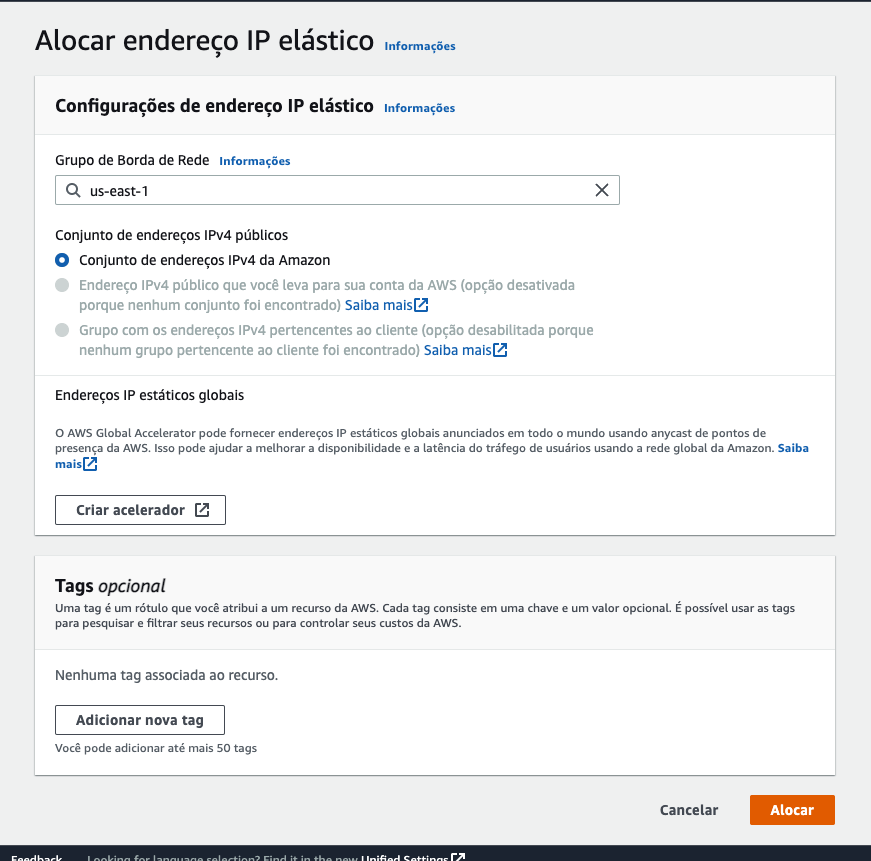 Alocar endereço IP elástico Informações
Configurações de endereço IP elástico Informações
Grupo de Borda de Rede Informações
us-east-1
Conjunto de endereços IPv4 públicos
Conjunto de endereços IPv4 da Amazon
Endereço IPv4 público que você leva para sua conta da AWS (opção desativada
porque nenhum conjunto foi encontrado) Saiba mais
Grupo com os endereços IPv4 pertencentes ao cliente (opção desabilitada porque
nenhum grupo pertencente ao cliente foi encontrado) Saiba mais
Endereços IP estáticos globais
O AWS Global Accelerator pode fornecer endereços IP estáticos globais anunciados em todo o mundo usando anycast de pontos de
presença da AWS. Isso pode ajudar a melhorar a disponibilidade e a latência do tráfego de usuários usando a rede global da Amazon. Saiba
mais
Criar acelerador
Tags opcional
Uma tag é um rótulo que você atribui a um recurso da AWS. Cada tag consiste em uma chave e um valor opcional. É possível usar as tags
para pesquisar e filtrar seus recursos ou para controlar seus custos da AWS.
Nenhuma tag associada ao recurso.
Adicionar nova tag
Você pode adicionar até mais 50 tags
Cancelar Alocar
Feedback Looking for language selection? Find it in the new Unified Settings